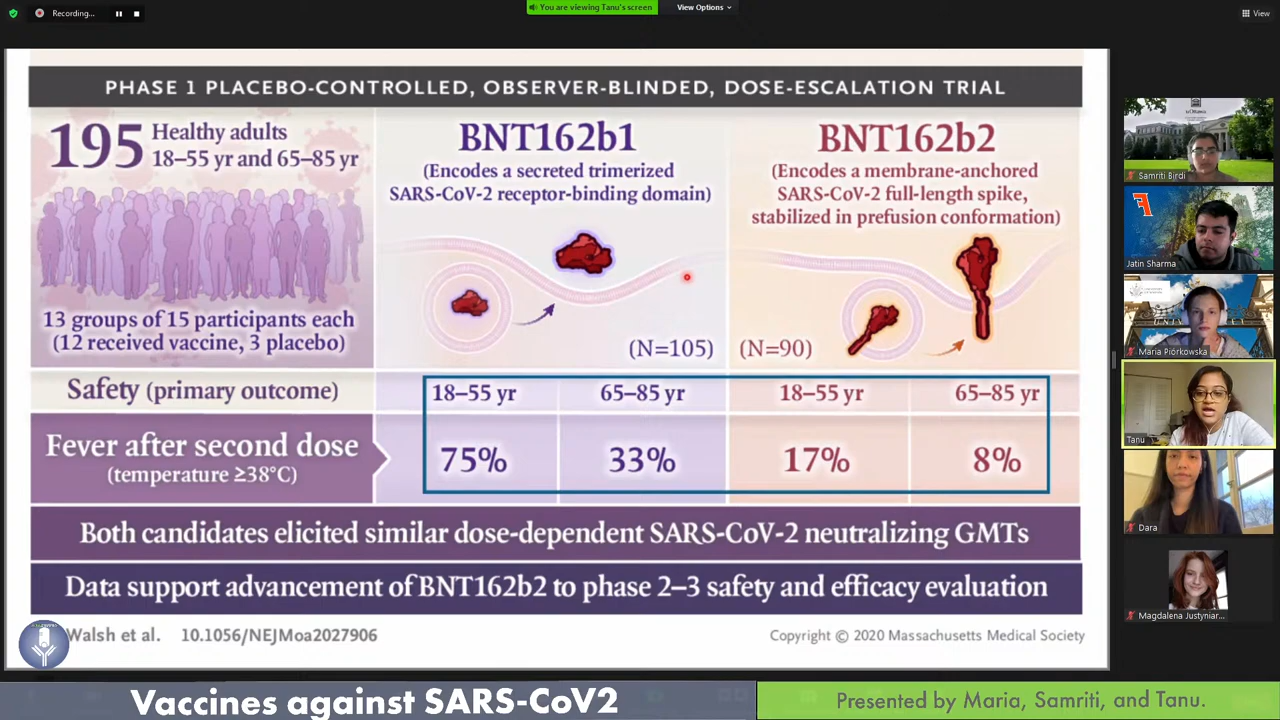 Recording...
You are viewing Tanu's screen
View Options
View
PHASE 1 PLACEBO-CONTROLLED, OBSERVER-BLINDED, DOSE-ESCALATION TRIAL
195 Healthy adults
18–55 yr and 65–85 yr
13 groups of 15 participants each
(12 received vaccine, 3 placebo)
BNT162b1
(Encodes a secreted trimerized
SARS-CoV-2 receptor-binding domain)
(N=105)
BNT162b2
(Encodes a membrane-anchored
SARS-CoV-2 full-length spike,
stabilized in prefusion conformation)
(N=90)
Safety (primary outcome)
18–55 yr
65–85 yr
18–55 yr
65–85 yr
Fever after second dose
(temperature ≥38°C)
75%
33%
17%
8%
Both candidates elicited similar dose-dependent SARS-CoV-2 neutralizing GMTs
Data support advancement of BNT162b2 to phase 2–3 safety and efficacy evaluation
Walsh et al. 10.1056/NEJMoa2027906
Copyright © 2020 Massachusetts Medical Society
Samriti Birdi
Jatin Sharma
Maria Piórkowska
Tanu
Dara
Magdalena Justyniar...
Vaccines against SARS-CoV2
Presented by Maria, Samriti, and Tanu.